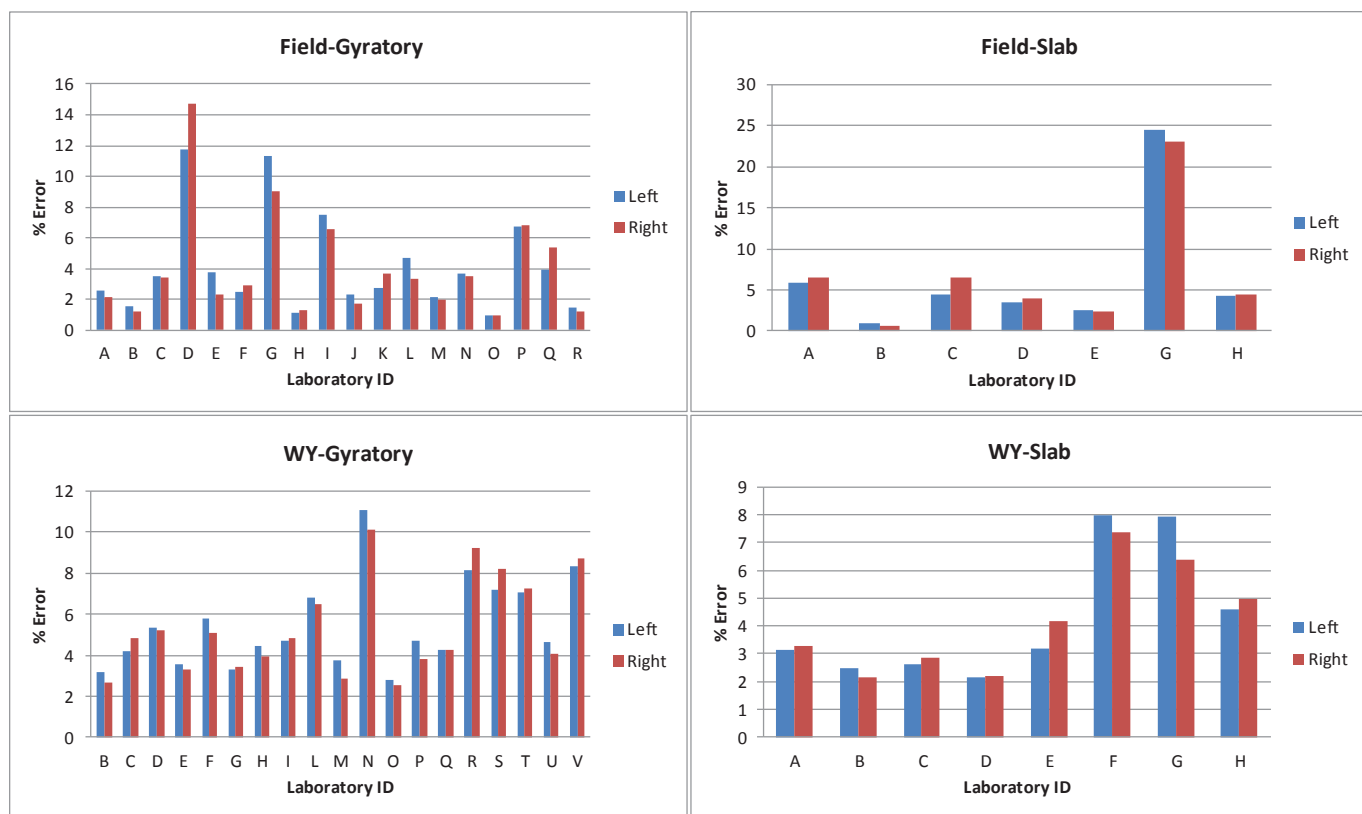 Field-Gyratory
16
14
12
10
8
6
4
2
0
% Error
A B C D E F G H I J K L M N O P Q R
Laboratory ID
Left
Right
Field-Slab
30
25
20
15
10
5
0
% Error
A B C D E G H
Laboratory ID
Left
Right
WY-Gyratory
12
10
8
6
4
2
0
% Error
B C D E F G H I L M N O P Q R S T U V
Laboratory ID
Left
Right
WY-Slab
9
8
7
6
5
4
3
2
1
0
% Error
A B C D E F G H
Laboratory ID
Left
Right